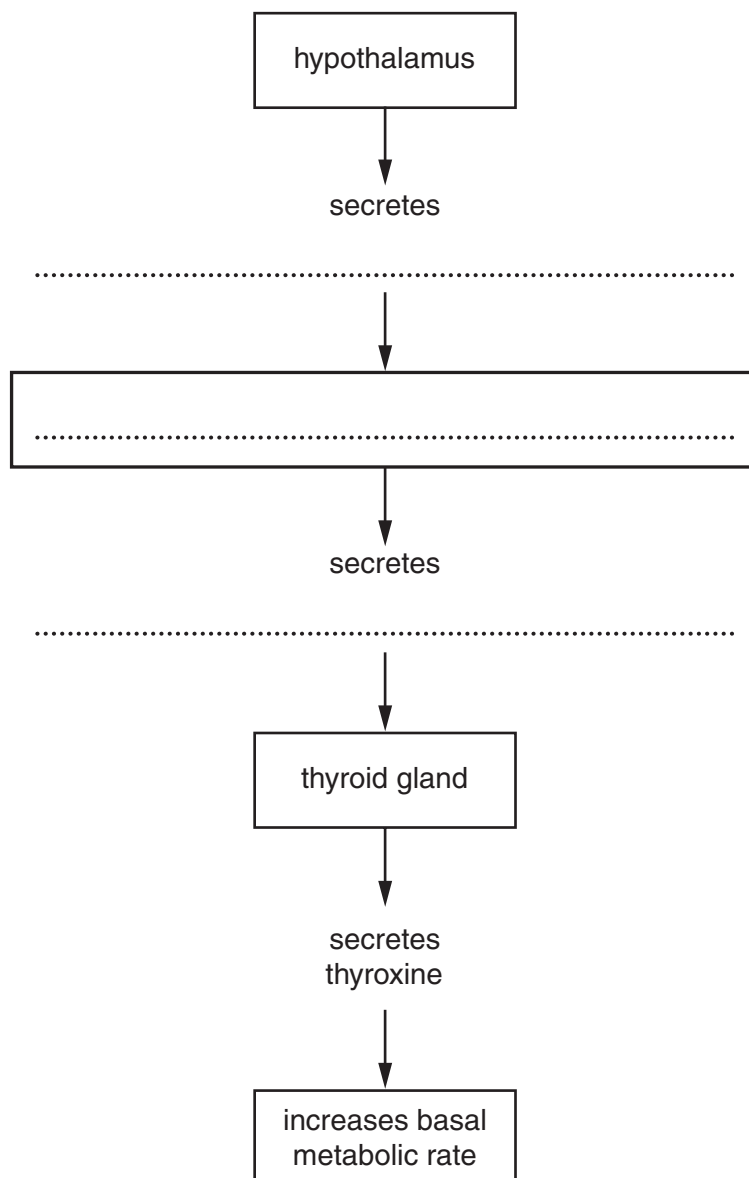 hypothalamus
secretes
secretes
thyroid gland
secretes
thyroxine
increases basal
metabolic rate